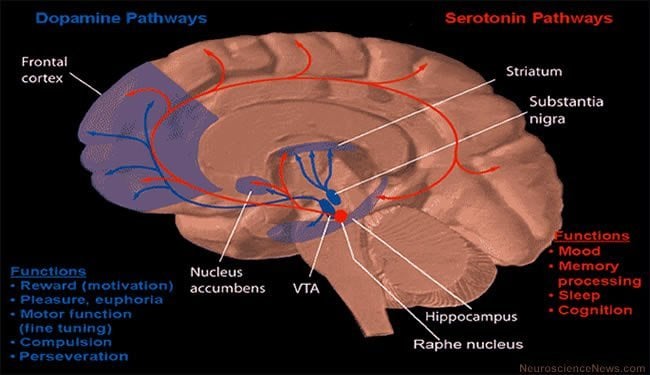 Dopamine Pathways
Serotonin Pathways
Frontal
cortex
Striatum
Substantia
nigra
Functions
• Reward (motivation)
• Pleasure, euphoria
• Motor function
(fine tuning)
• Compulsion
• Perseveration
Nucleus
accumbens
VTA
Hippocampus
Raphe nucleus
Functions
• Mood
• Memory
processing
• Sleep
• Cognition
NeuroscienceNews.com